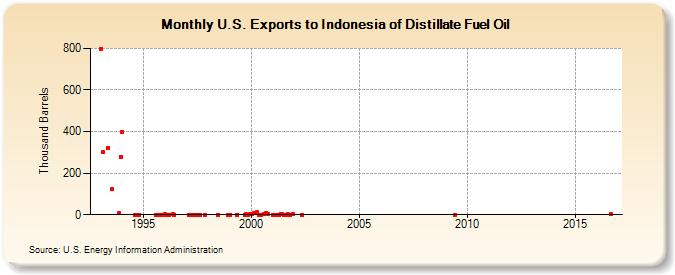 Monthly U.S. Exports to Indonesia of Distillate Fuel Oil
Thousand Barrels
800
600
400
200
0
1995 2000 2005 2010 2015
Source: U.S. Energy Information Administration